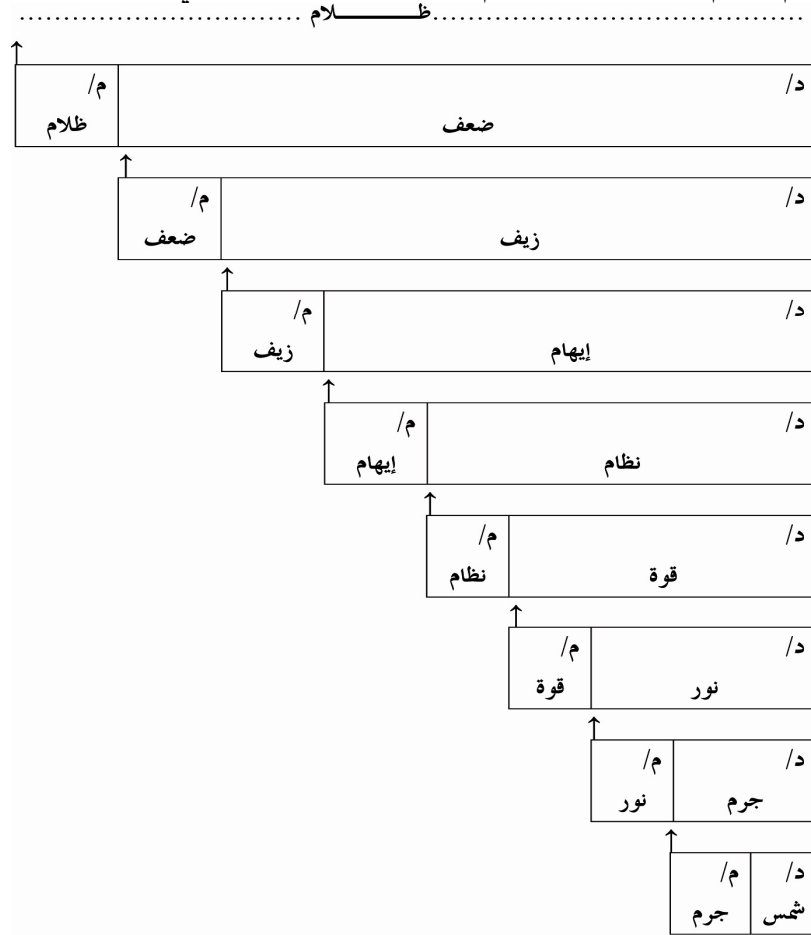 ظـــــــلام
د/ م/
ضعف ظلام
د/ م/
زيف ضعف
د/ م/
إيهام زيف
د/ م/
نظام إيهام
د/ م/
قوة نظام
د/ م/
نور قوة
د/ م/
جرم نور
د/ م/
شمس جرم